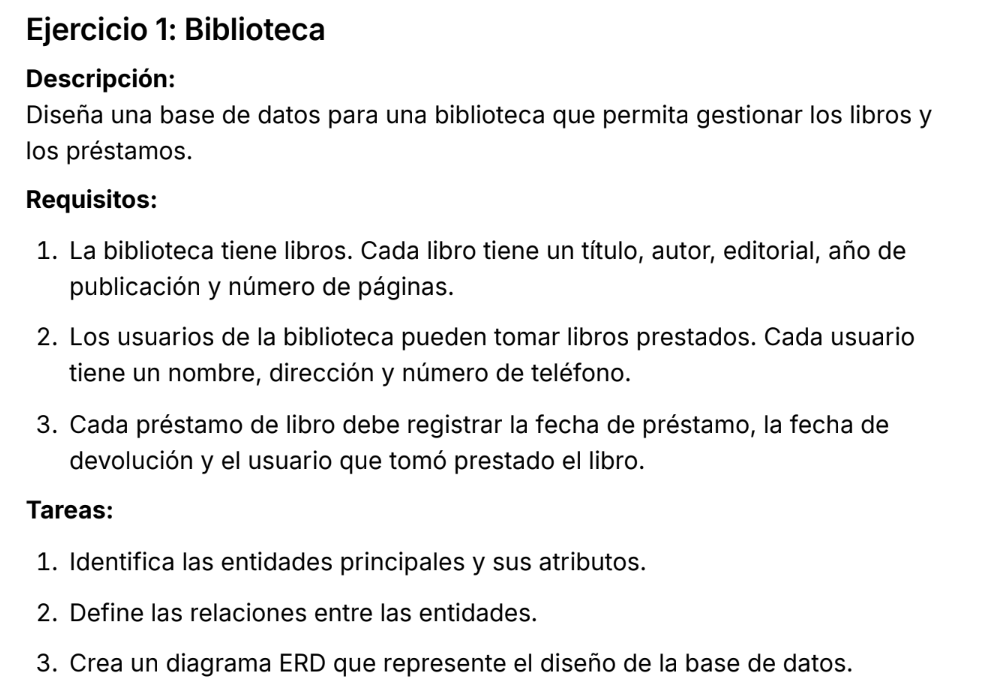 Ejercicio 1: Biblioteca
Descripción:
Diseña una base de datos para una biblioteca que permita gestionar los libros y
los préstamos.
Requisitos:
1. La biblioteca tiene libros. Cada libro tiene un título, autor, editorial, año de
publicación y número de páginas.
2. Los usuarios de la biblioteca pueden tomar libros prestados. Cada usuario
tiene un nombre, dirección y número de teléfono.
3. Cada préstamo de libro debe registrar la fecha de préstamo, la fecha de
devolución y el usuario que tomó prestado el libro.
Tareas:
1. Identifica las entidades principales y sus atributos.
2. Define las relaciones entre las entidades.
3. Crea un diagrama ERD que represente el diseño de la base de datos.